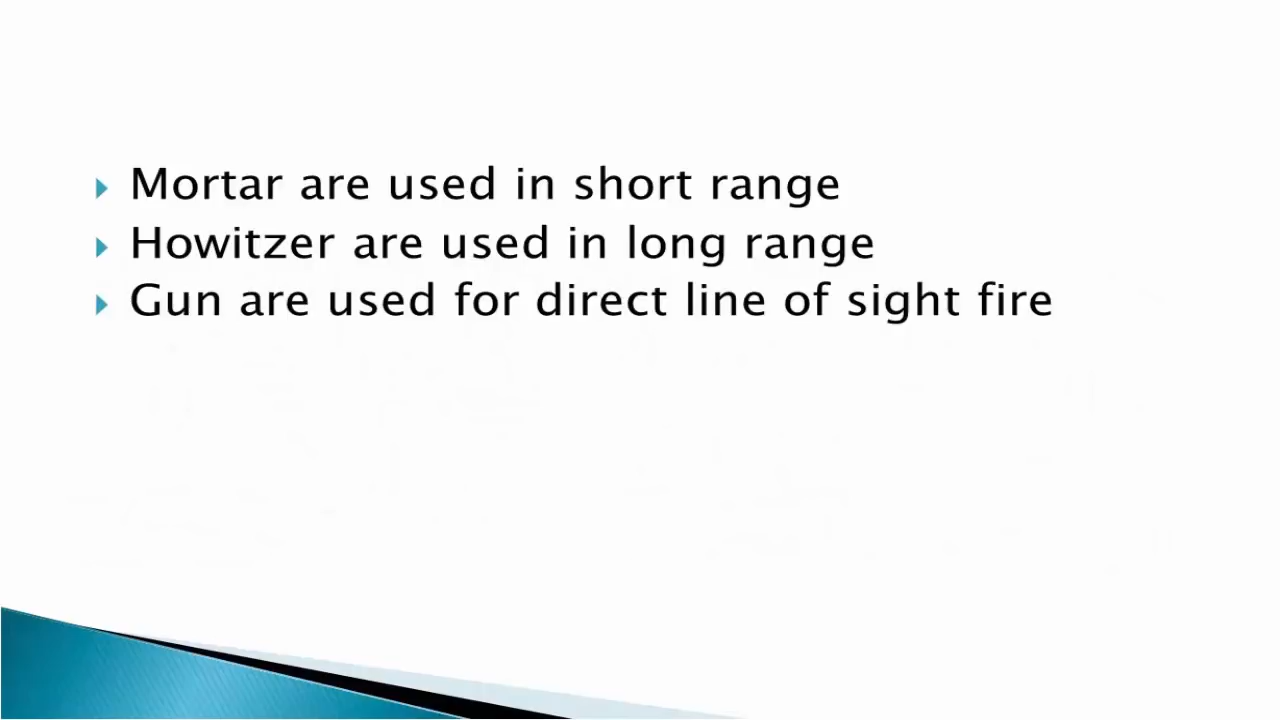 Mortar are used in short range
Howitzer are used in long range
Gun are used for direct line of sight fire